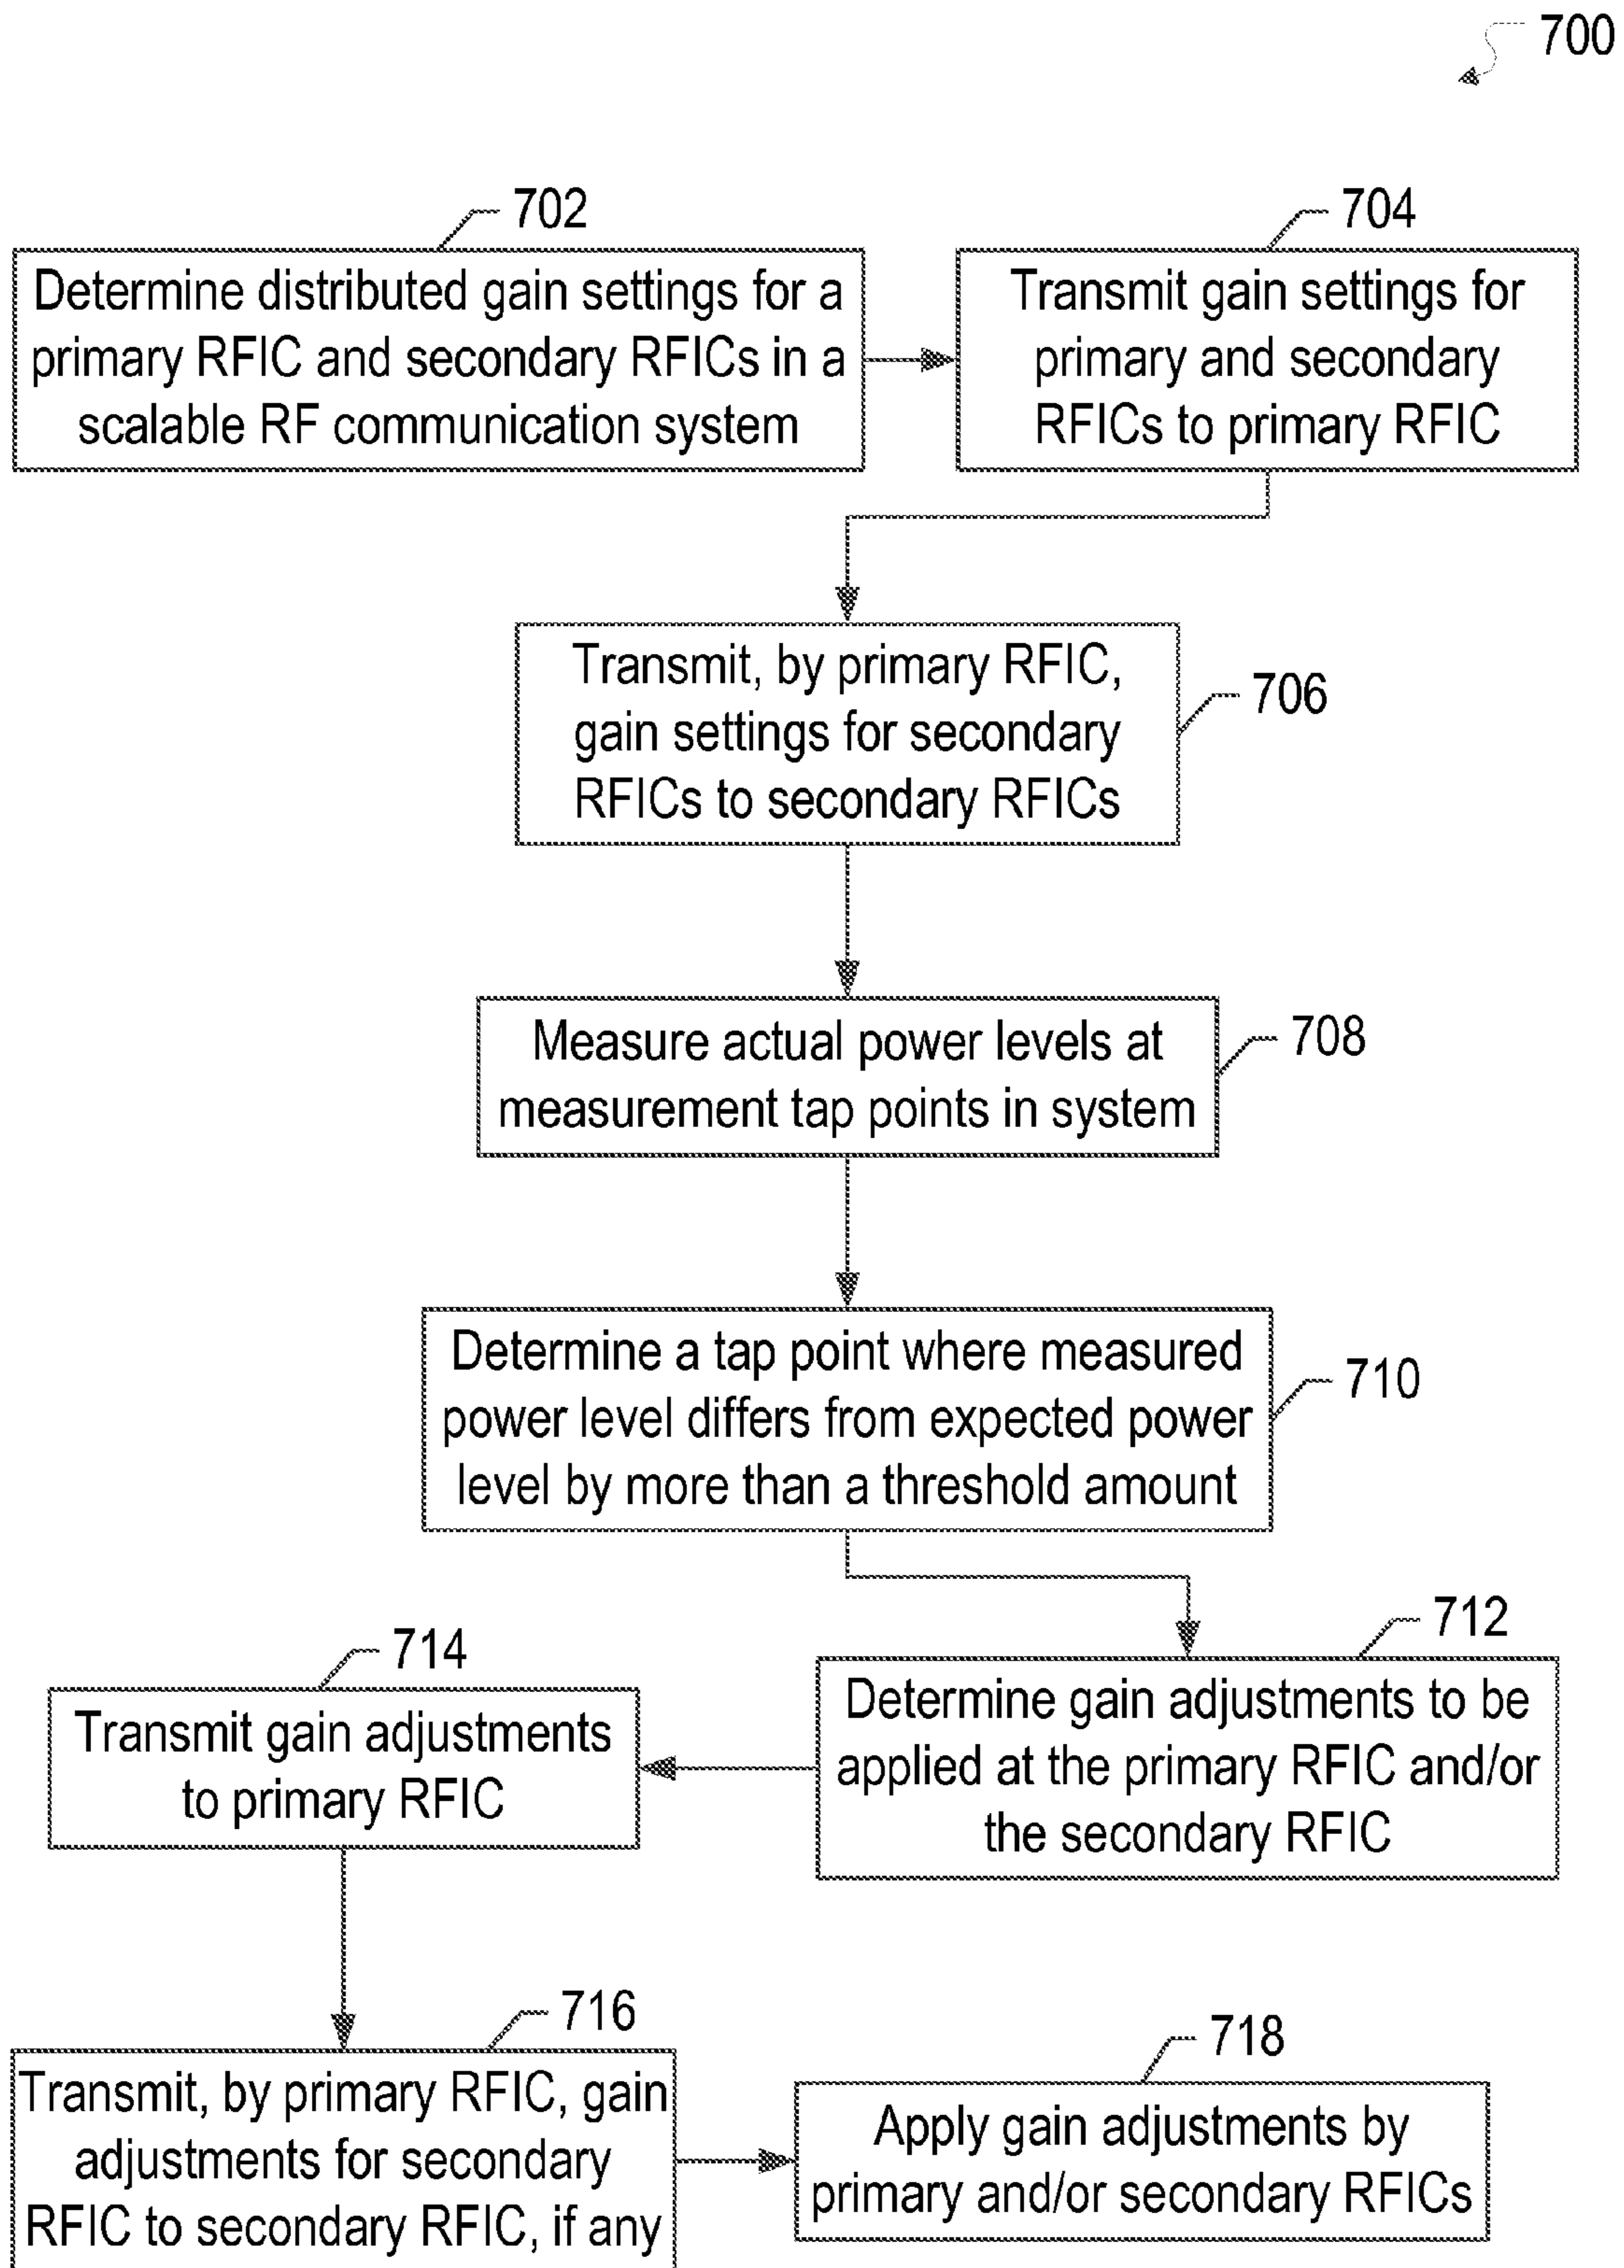 700
702
Determine distributed gain settings for a
primary RFIC and secondary RFICs in a
scalable RF communication system
704
Transmit gain settings for
primary and secondary
RFICs to primary RFIC
Transmit, by primary RFIC,
gain settings for secondary
RFICs to secondary RFICs
706
Measure actual power levels at
measurement tap points in system
708
Determine a tap point where measured
power level differs from expected power
level by more than a threshold amount
710
712
Determine gain adjustments to be
applied at the primary RFIC and/or
the secondary RFIC
714
Transmit gain adjustments
to primary RFIC
716
Transmit, by primary RFIC, gain
adjustments for secondary
RFIC to secondary RFIC, if any
718
Apply gain adjustments by
primary and/or secondary RFICs